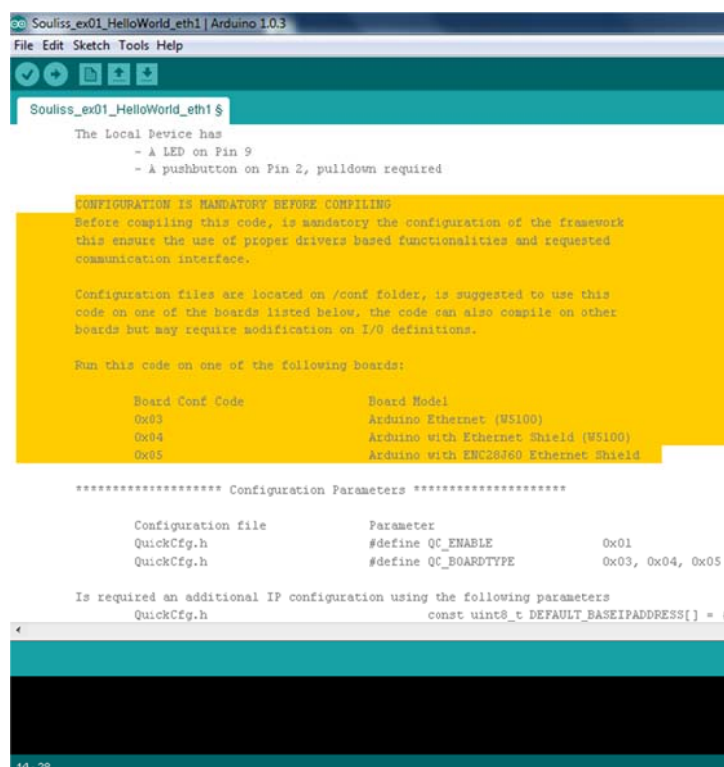 Souliss_ex01_HelloWorld_eth1 | Arduino 1.0.3
File Edit Sketch Tools Help
Souliss_ex01_HelloWorld_eth1 §
The Local Device has
- A LED on Pin 9
- A pushbutton on Pin 2, pulldown required
CONFIGURATION IS MANDATORY BEFORE COMPILING
Before compiling this code, is mandatory the configuration of the framework
this ensure the use of proper drivers based functionalities and requested
communication interface.
Configuration files are located on /conf folder, is suggested to use this
code on one of the boards listed below, the code can also compile on other
boards but may require modification on I/O definitions.
Run this code on one of the following boards:
Board Conf Code Board Model
0x03 Arduino Ethernet (W5100)
0x04 Arduino with Ethernet Shield (W5100)
0x05 Arduino with ENC28J60 Ethernet Shield
******************** Configuration Parameters *********************
Configuration file Parameter
QuickCfg.h #define QC_ENABLE 0x01
QuickCfg.h #define QC_BOARDTYPE 0x03, 0x04, 0x05
Is required an additional IP configuration using the following parameters
QuickCfg.h const uint8_t DEFAULT_BASEIPADDRESS[] =